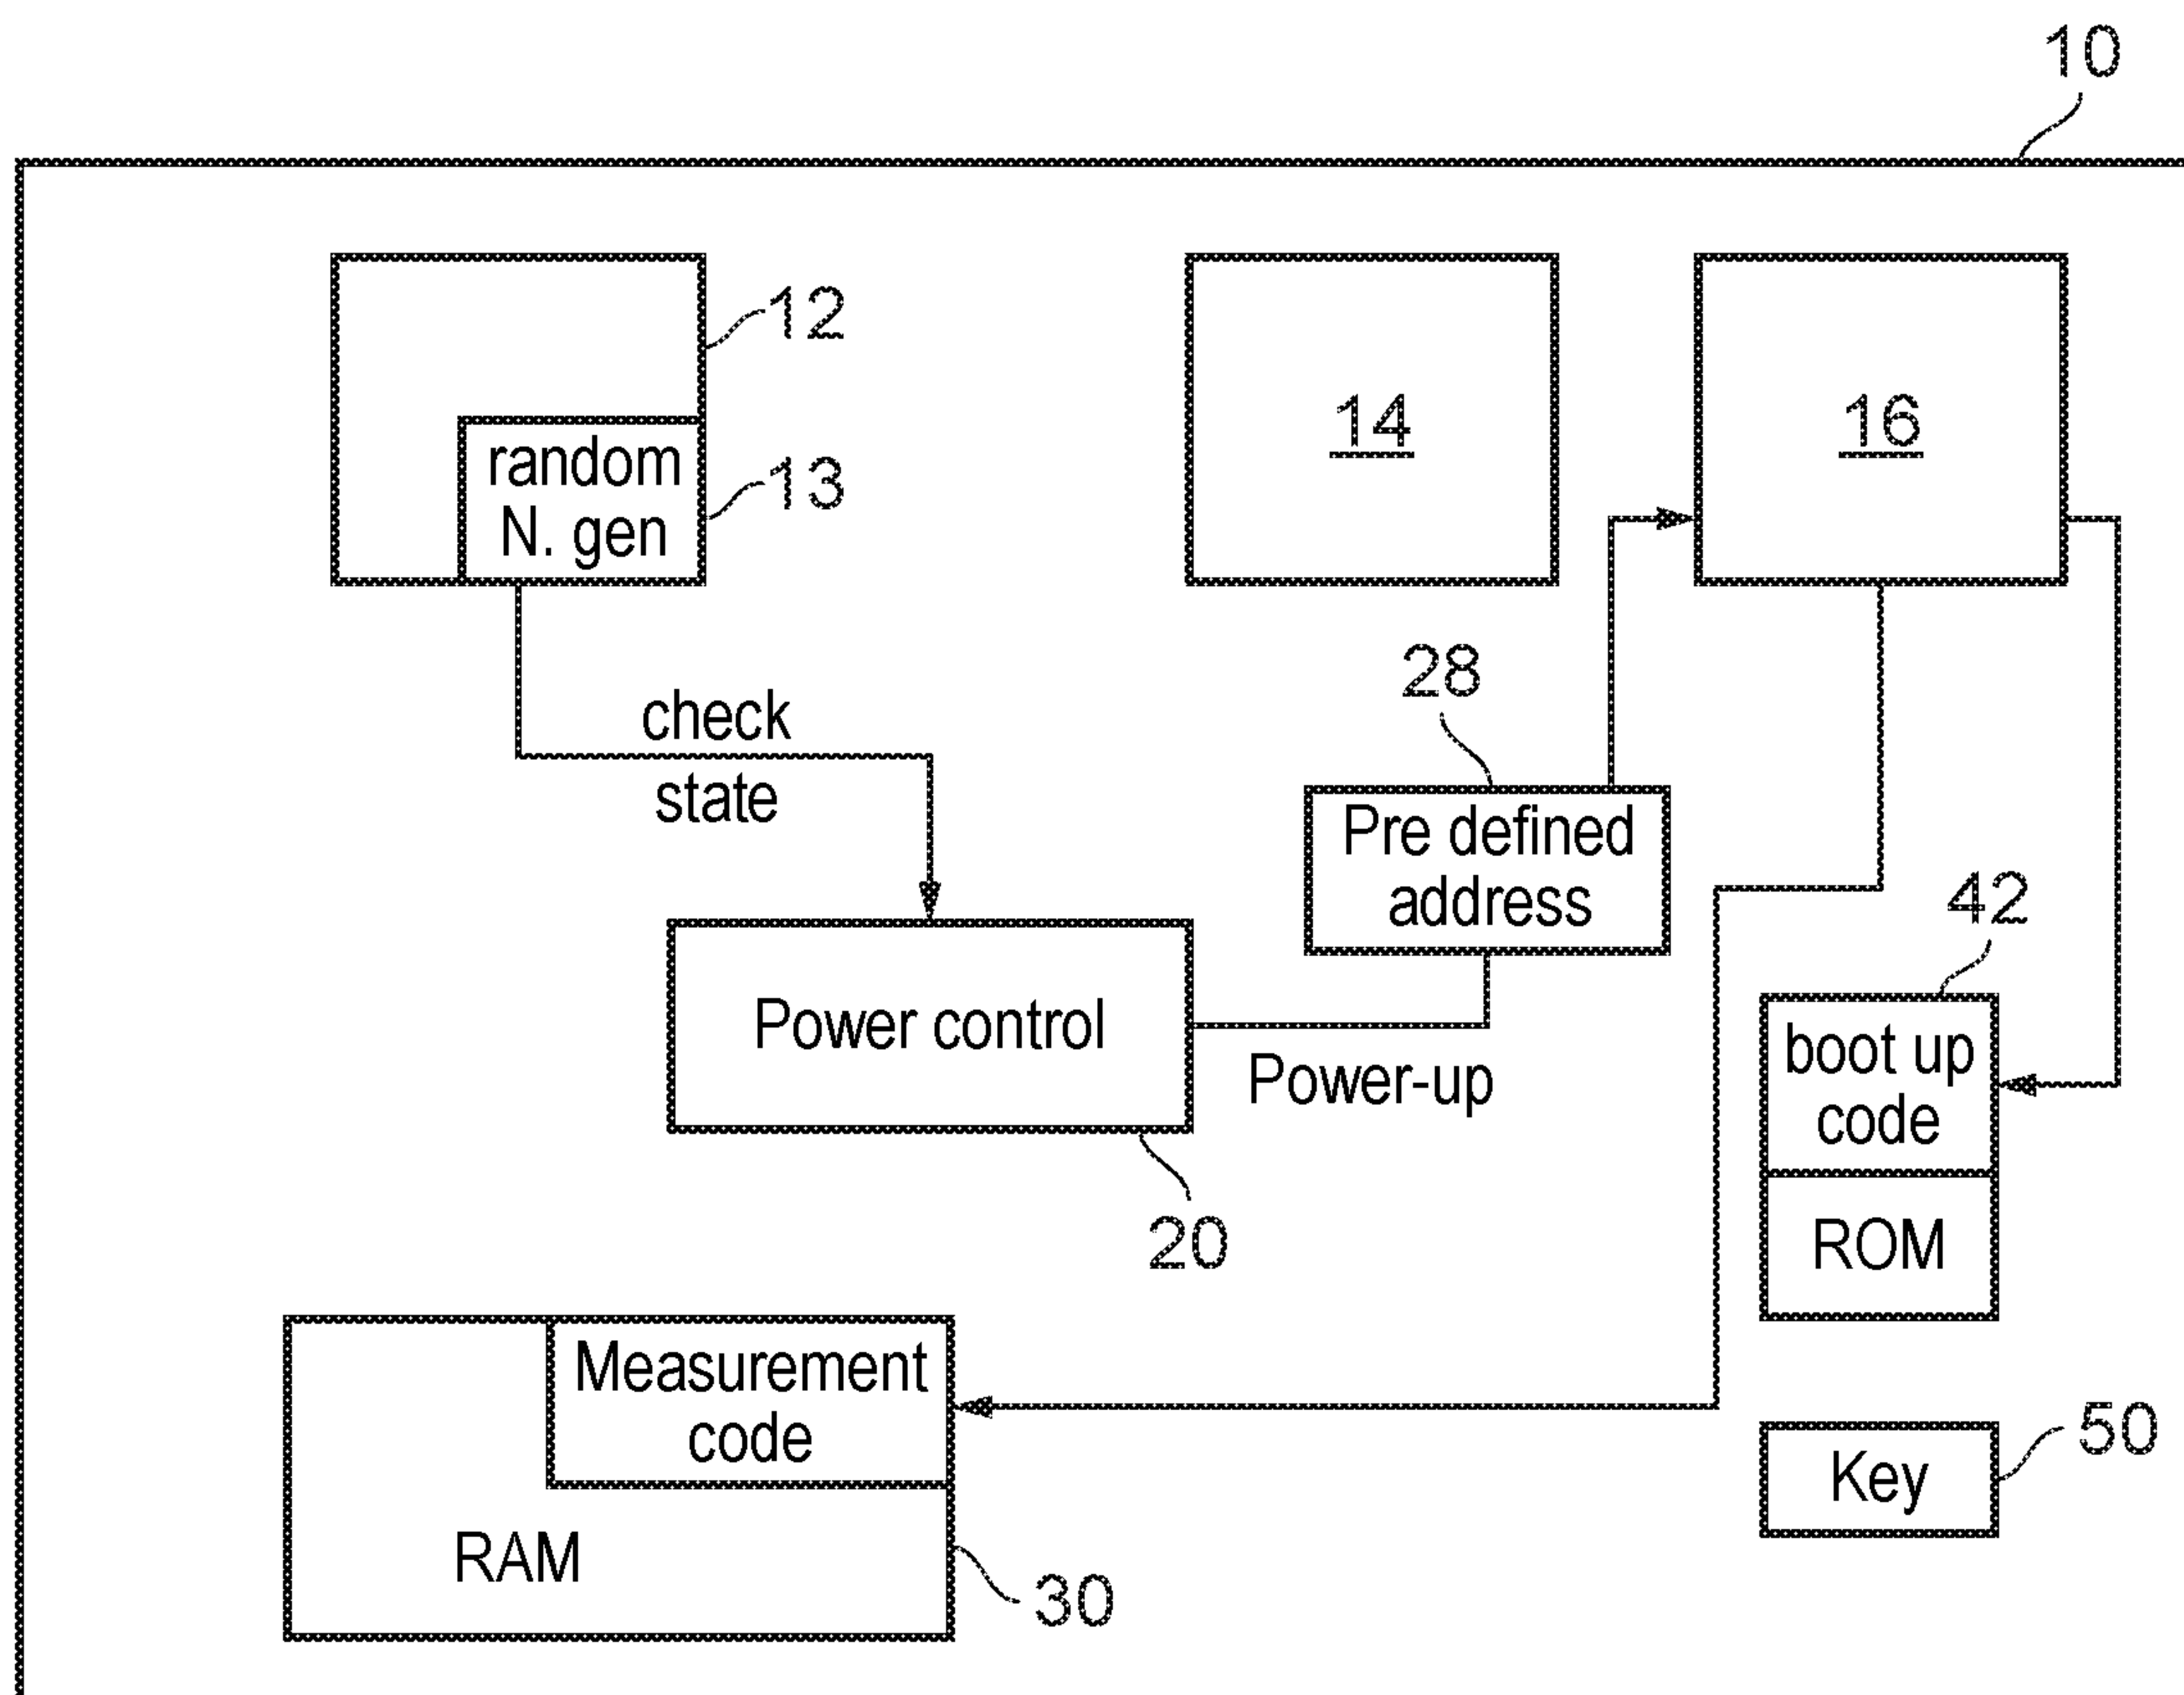 10
12
random
N. gen
13
14
16
check
state
28
Pre defined
address
Power control
Power-up
20
42
boot up
code
ROM
Measurement
code
RAM
30
Key
50